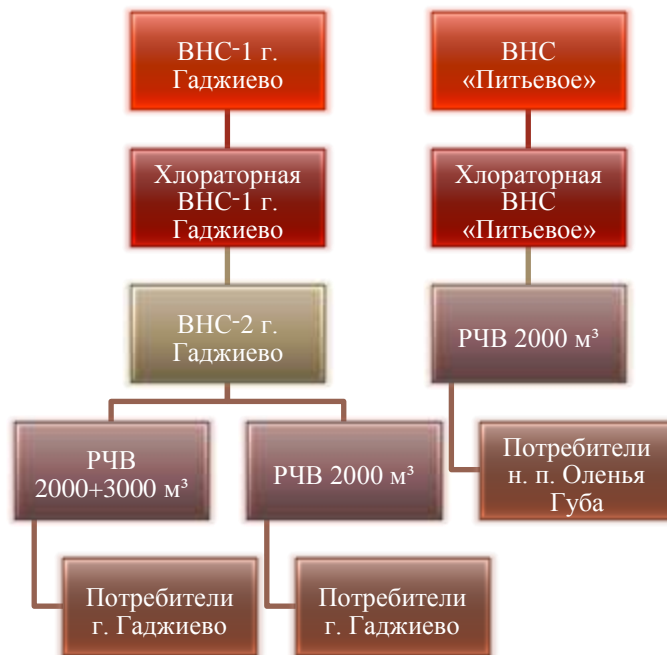 ВНС-1 г.
Гаджиево
ВНС
«Питьевое»
Хлораторная
ВНС-1 г.
Гаджиево
Хлораторная
ВНС
«Питьевое»
ВНС-2 г.
Гаджиево
РЧВ 2000 м³
РЧВ
2000+3000 м³
РЧВ 2000 м³
Потребители
н. п. Оленья
Губа
Потребители
г. Гаджиево
Потребители
г. Гаджиево